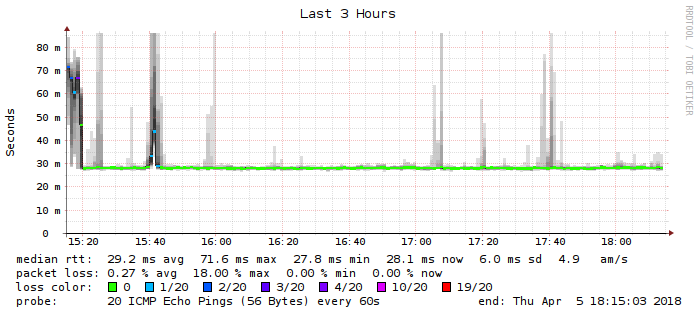 Last 3 Hours
RRDTOOL / TOBI OETIKER
Seconds
80 m
70 m
60 m
50 m
40 m
30 m
20 m
10 m
0
15:20 15:40 16:00 16:20 16:40 17:00 17:20 17:40 18:00
median rtt: 29.2 ms avg 71.6 ms max 27.8 ms min 28.1 ms now 6.0 ms sd 4.9 am/s
packet loss: 0.27 % avg 18.00 % max 0.00 % min 0.00 % now
loss color: 0 1/20 2/20 3/20 4/20 10/20 19/20
probe: 20 ICMP Echo Pings (56 Bytes) every 60s end: Thu Apr 5 18:15:03 2018